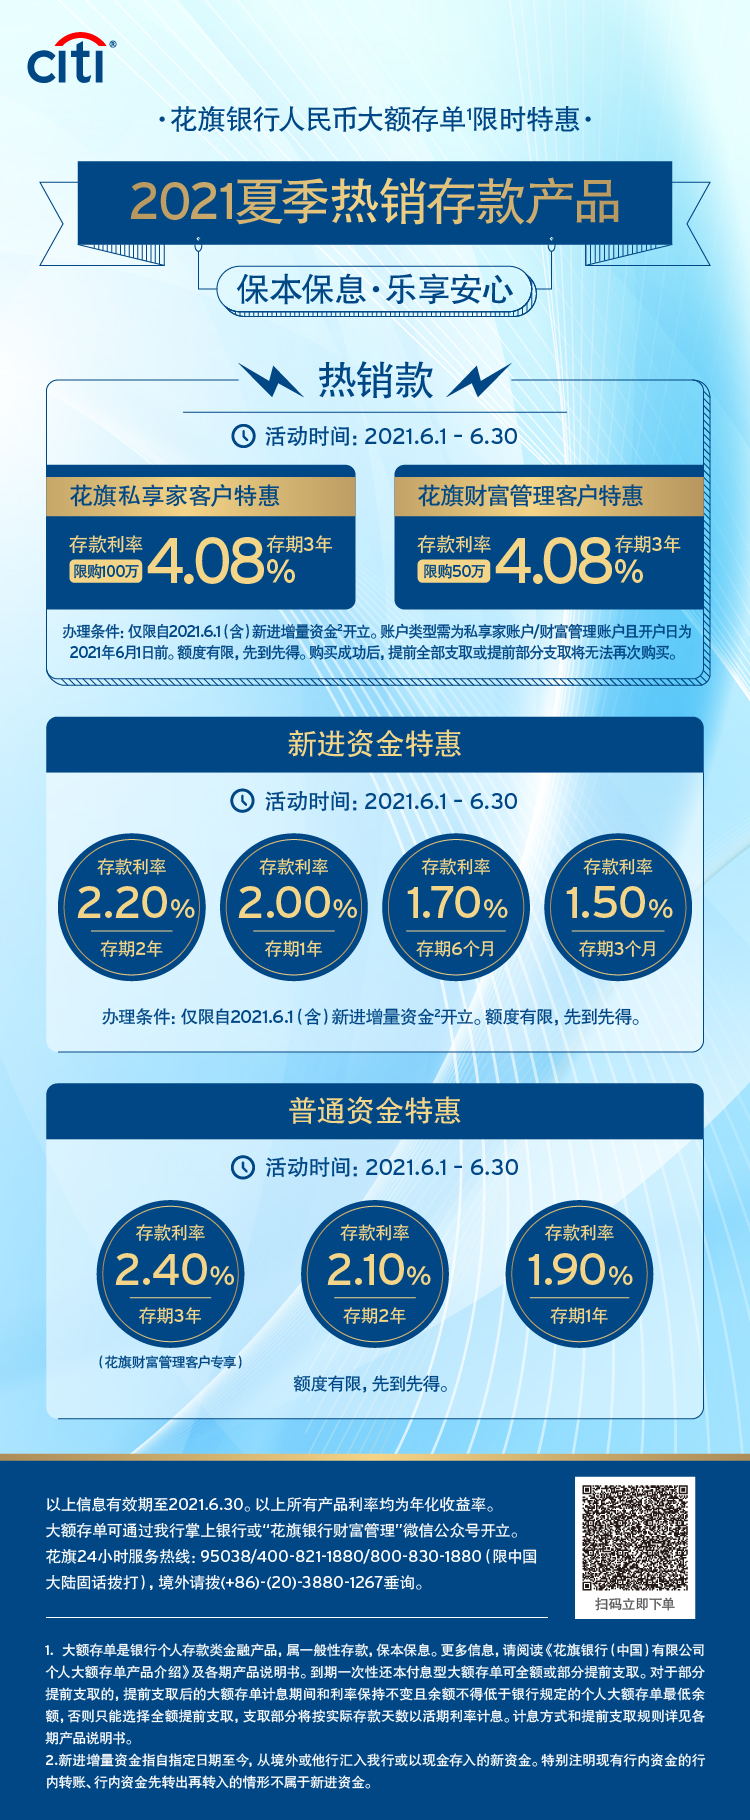 citi®
·花旗银行人民币大额存单¹限时特惠·
2021夏季热销存款产品
保本保息·乐享安心
热销款
活动时间：2021.6.1 - 6.30
花旗私享家客户特惠
存款利率 4.08% 存期3年
限购100万
花旗财富管理客户特惠
存款利率 4.08% 存期3年
限购50万
办理条件：仅限自2021.6.1（含）新进增量资金²开立。账户类型需为私享家账户/财富管理账户且开户日为
2021年6月1日前。额度有限，先到先得。购买成功后，提前全部支取或提前部分支取将无法再次购买。
新进资金特惠
活动时间：2021.6.1 - 6.30
存款利率
2.20%
存期2年
存款利率
2.00%
存期1年
存款利率
1.70%
存期6个月
存款利率
1.50%
存期3个月
办理条件：仅限自2021.6.1（含）新进增量资金²开立。额度有限，先到先得。
普通资金特惠
活动时间：2021.6.1 - 6.30
存款利率
2.40%
存期3年
（花旗财富管理客户专享）
存款利率
2.10%
存期2年
存款利率
1.90%
存期1年
额度有限，先到先得。
以上信息有效期至2021.6.30。以上所有产品利率均为年化收益率。
大额存单可通过我行掌上银行或“花旗银行财富管理”微信公众号开立。
花旗24小时服务热线：95038/400-821-1880/800-830-1880（限中国
大陆固话拨打），境外请拨(+86)-(20)-3880-1267垂询。
扫码立即下单
1. 大额存单是银行个人存款类金融产品，属一般性存款，保本保息。更多信息，请阅读《花旗银行（中国）有限公司
个人大额存单产品介绍》及各期产品说明书。到期一次性还本付息型大额存单可全额或部分提前支取。对于部分
提前支取的，提前支取后的大额存单计息期间和利率保持不变且余额不得低于银行规定的个人大额存单最低余
额，否则只能选择全额提前支取，支取部分将按实际存款天数以活期利率计息。计息方式和提前支取规则详见各
期产品说明书。
2.新进增量资金指自指定日期至今，从境外或他行汇入我行或以现金存入的新资金。特别注明现有行内资金的行
内转账、行内资金先转出再转入的情形不属于新进资金。